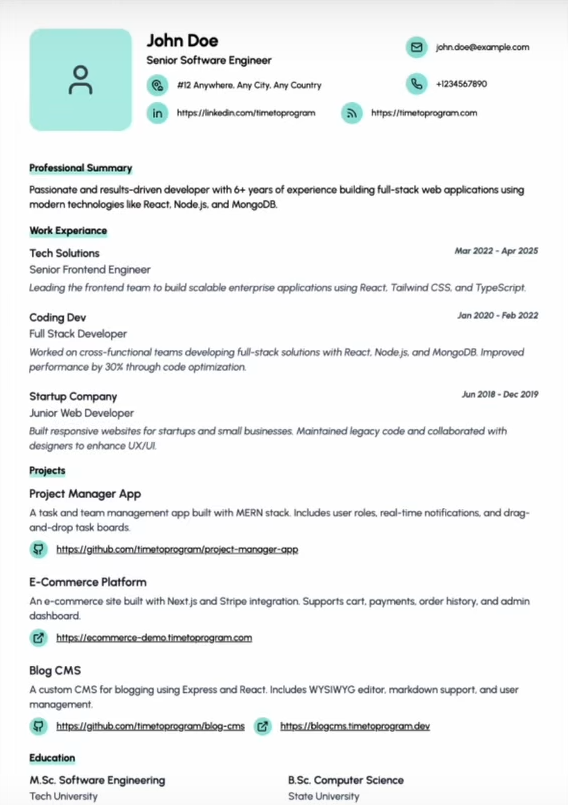 John Doe
Senior Software Engineer
#12 Anywhere, Any City, Any Country
in https://linkedin.com/timetoprogram
john.doe@example.com
+1234567890
https://timetoprogram.com
Professional Summary
Passionate and results-driven developer with 6+ years of experience building full-stack web applications using
modern technologies like React, Node.js, and MongoDB.
Work Experience
Tech Solutions
Mar 2022 - Apr 2025
Senior Frontend Engineer
Leading the frontend team to build scalable enterprise applications using React, Tailwind CSS, and TypeScript.
Coding Dev
Jan 2020 - Feb 2022
Full Stack Developer
Worked on cross-functional teams developing full-stack solutions with React, Node.js, and MongoDB. Improved
performance by 30% through code optimization.
Startup Company
Jun 2018 - Dec 2019
Junior Web Developer
Built responsive websites for startups and small businesses. Maintained legacy code and collaborated with
designers to enhance UX/UI.
Projects
Project Manager App
A task and team management app built with MERN stack. Includes user roles, real-time notifications, and drag-
and-drop task boards.
https://github.com/timetoprogram/project-manager-app
E-Commerce Platform
An e-commerce site built with Next.js and Stripe integration. Supports cart, payments, order history, and admin
dashboard.
https://ecommerce-demo.timetoprogram.com
Blog CMS
A custom CMS for blogging using Express and React. Includes WYSIWYG editor, markdown support, and user
management.
https://github.com/timetoprogram/blog-cms https://blogcms.timetoprogram.dev
Education
M.Sc. Software Engineering
Tech University
B.Sc. Computer Science
State University